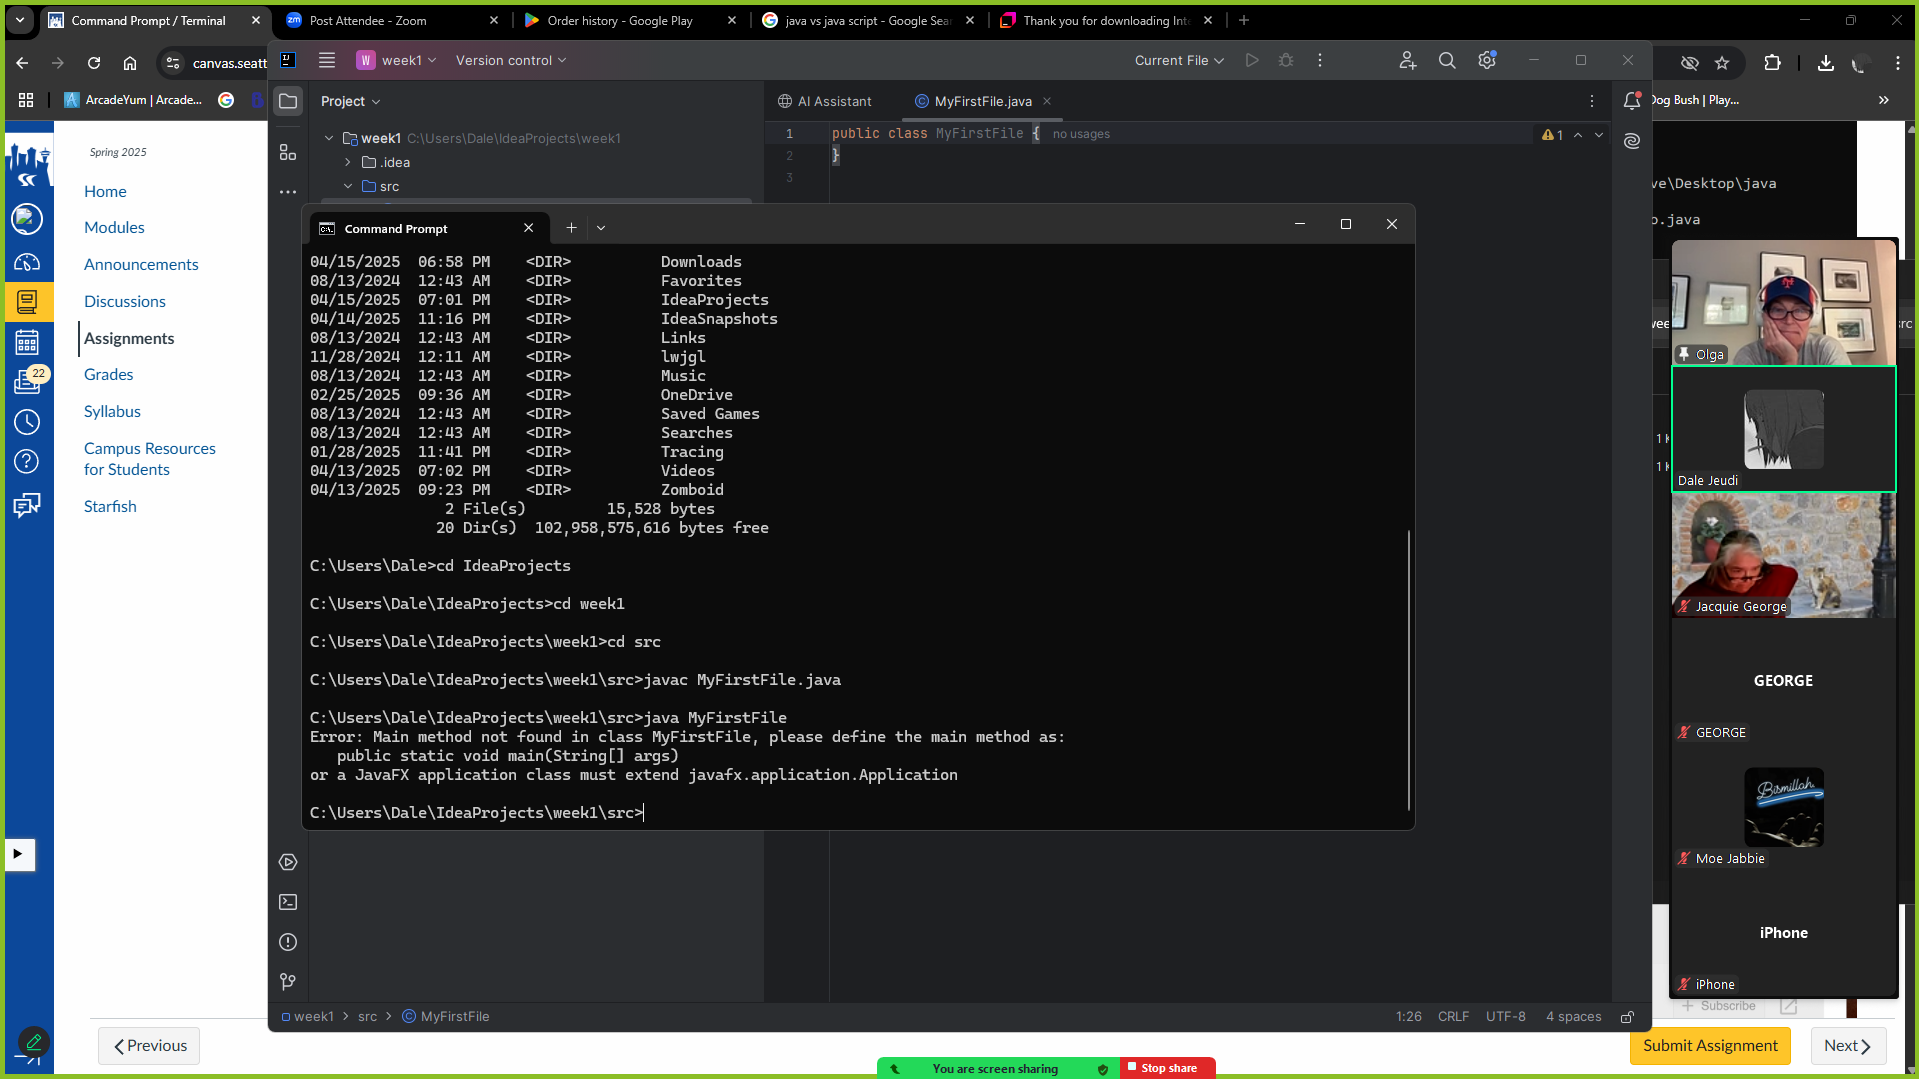 Command Prompt / Terminal
Post Attendee - Zoom
Order history - Google Play
java vs java script - Google Sea
Thank you for downloading Int
canvas.seatt
W
week1
Version control
Current File
ArcadeYum | Arcade...
Dog Bush | Play...
Project
AI Assistant
MyFirstFile.java
week1 C:\Users\Dale\IdeaProjects\week1
.idea
src
1 public class MyFirstFile { no usages
1
2 }
3
Spring 2025
Home
Modules
Announcements
Discussions
Assignments
Grades
Syllabus
Campus Resources
for Students
Starfish
22
Command Prompt
04/15/2025 06:58 PM <DIR> Downloads
08/13/2024 12:43 AM <DIR> Favorites
04/15/2025 07:01 PM <DIR> IdeaProjects
04/14/2025 11:16 PM <DIR> IdeaSnapshots
08/13/2024 12:43 AM <DIR> Links
11/28/2024 12:11 AM <DIR> lwjgl
08/13/2024 12:43 AM <DIR> Music
02/25/2025 09:36 AM <DIR> OneDrive
08/13/2024 12:43 AM <DIR> Saved Games
08/13/2024 12:43 AM <DIR> Searches
01/28/2025 11:41 PM <DIR> Tracing
04/13/2025 07:02 PM <DIR> Videos
04/13/2025 09:23 PM <DIR> Zomboid
2 File(s) 15,528 bytes
20 Dir(s) 102,958,575,616 bytes free
C:\Users\Dale>cd IdeaProjects
C:\Users\Dale\IdeaProjects>cd week1
C:\Users\Dale\IdeaProjects\week1>cd src
C:\Users\Dale\IdeaProjects\week1\src>javac MyFirstFile.java
C:\Users\Dale\IdeaProjects\week1\src>java MyFirstFile
Error: Main method not found in class MyFirstFile, please define the main method as:
public static void main(String[] args)
or a JavaFX application class must extend javafx.application.Application
C:\Users\Dale\IdeaProjects\week1\src>
ve\Desktop\java
o.java
src
Olga
Dale Jeudi
Jacquie George
GEORGE
GEORGE
Bismillah.
Moe Jabbie
iPhone
iPhone
Subscribe
week1 > src > MyFirstFile
1:26 CRLF UTF-8 4 spaces
Previous
Submit Assignment
Next
You are screen sharing
Stop share